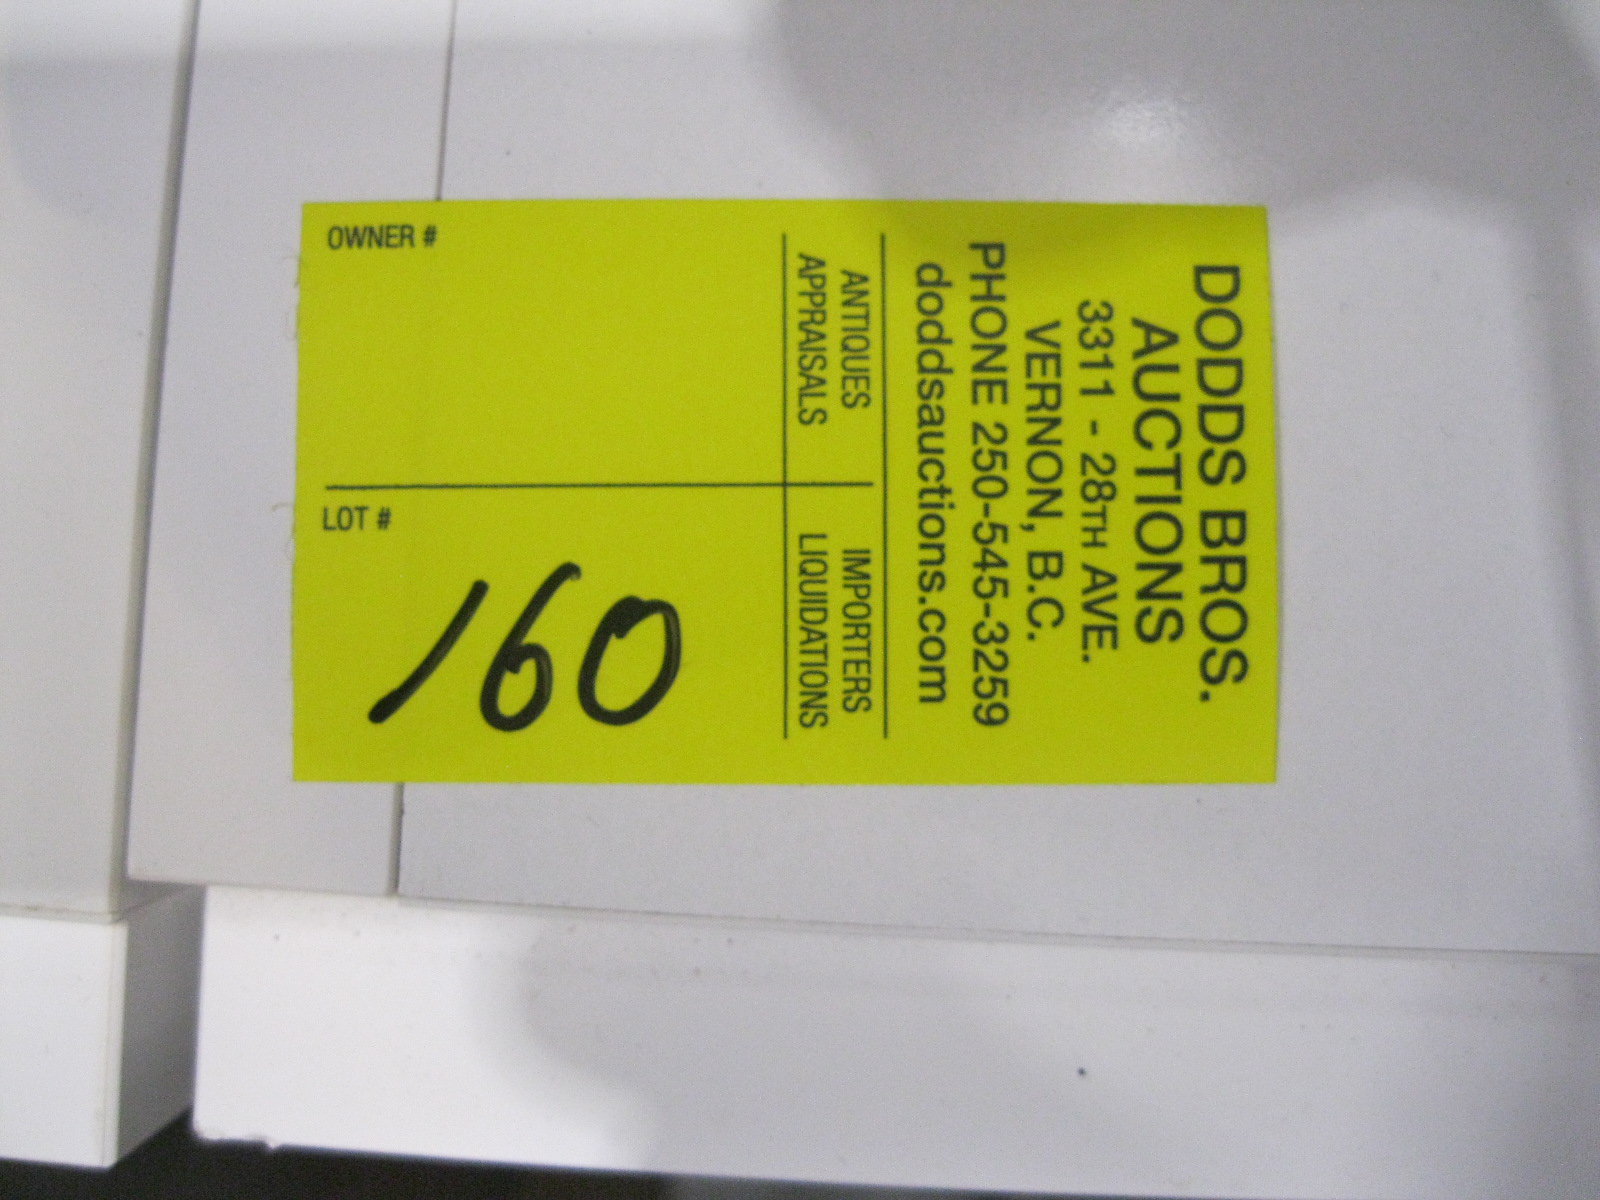 DODDS BROS.
AUCTIONS
3311 - 28TH AVE.
VERNON, B.C.
PHONE 250-545-3259
doddsauctions.com
ANTIQUES
APPRAISALS
IMPORTERS
LIQUIDATIONS
OWNER #
LOT #
160